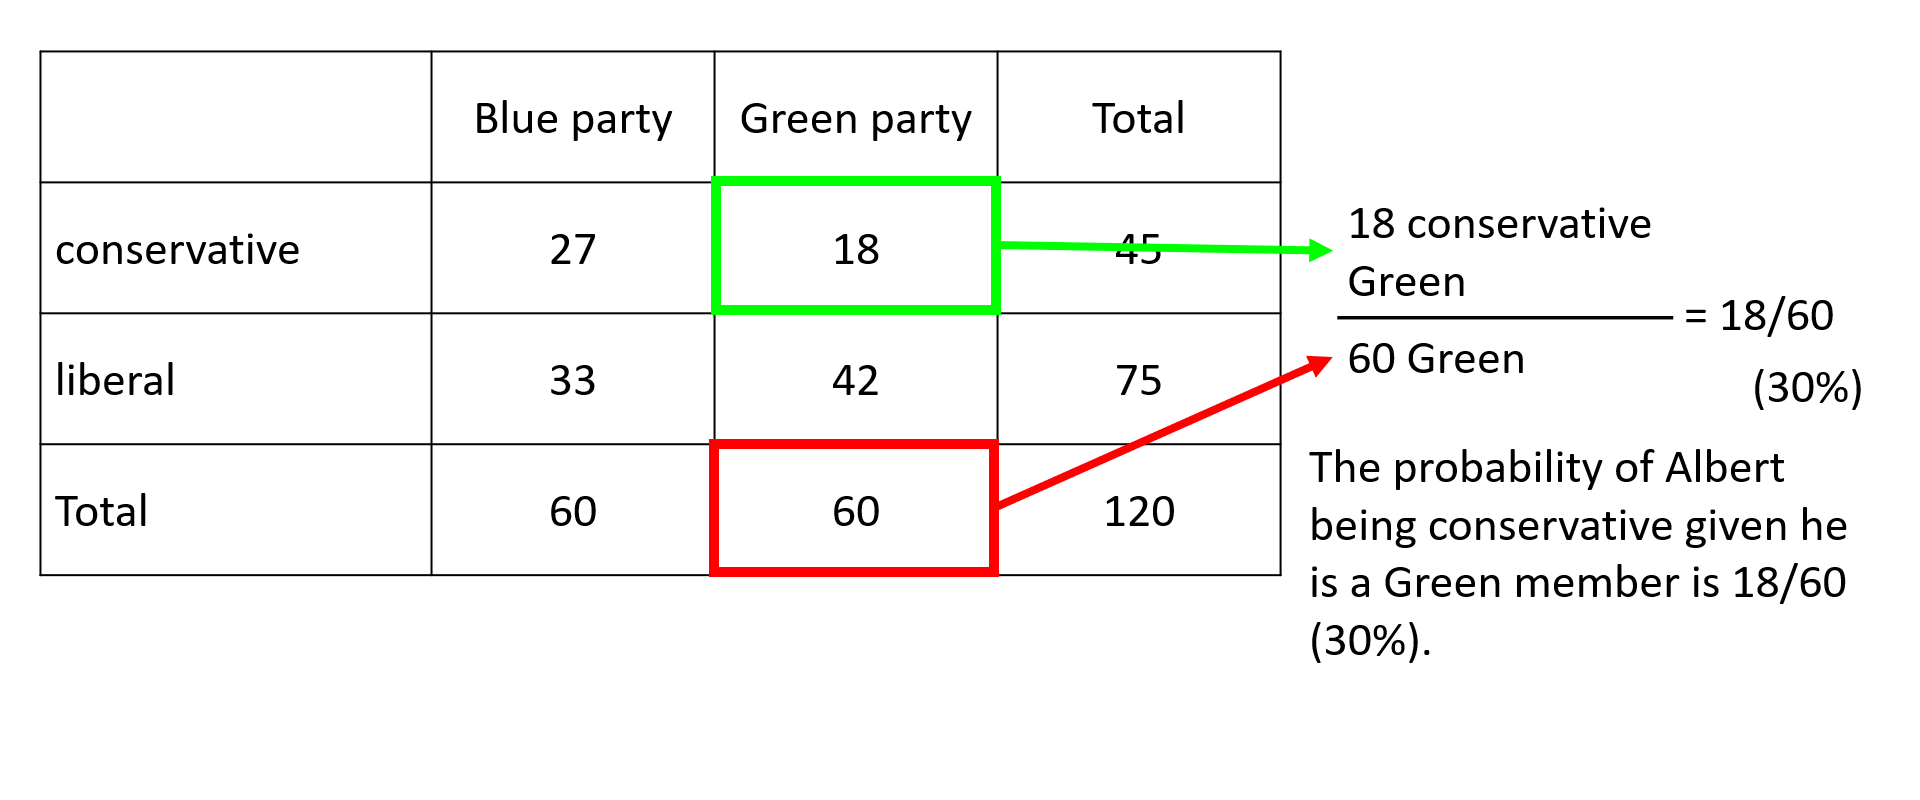 Blue party Green party Total
conservative 27 18 45
liberal 33 42 75
Total 60 60 120
18 conservative
Green
60 Green
= 18/60
(30%)
The probability of Albert
being conservative given he
is a Green member is 18/60
(30%).